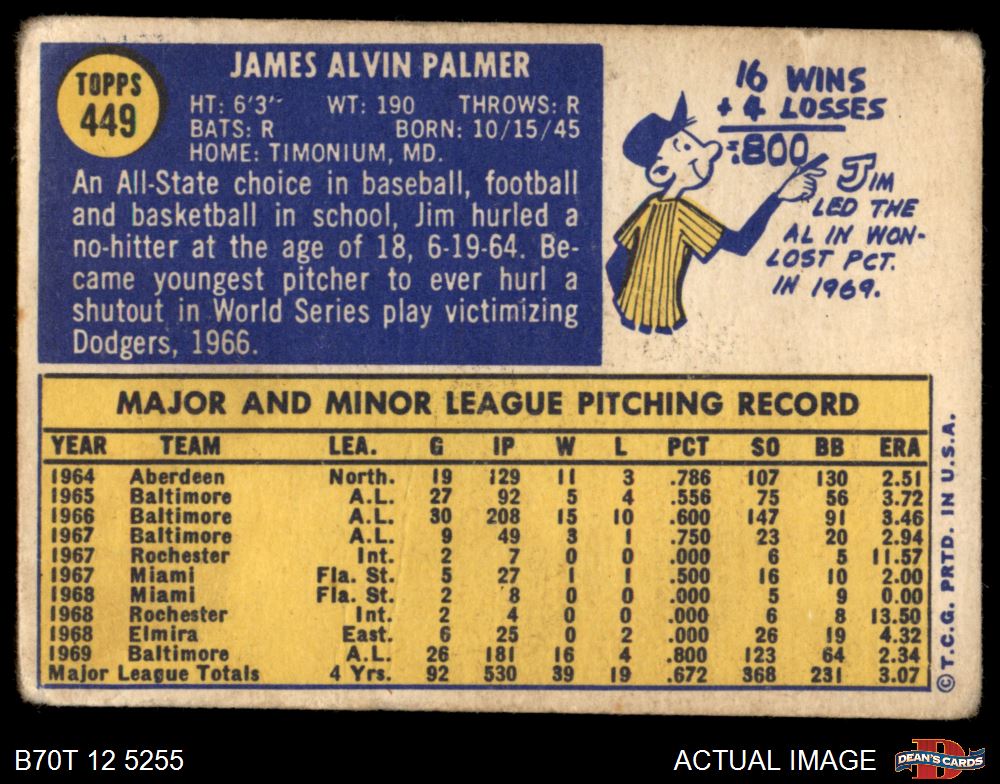 TOPPS
449
JAMES ALVIN PALMER
HT: 6'3" WT: 190 THROWS: R
BATS: R BORN: 10/15/45
HOME: TIMONIUM, MD.
An All-State choice in baseball, football
and basketball in school, Jim hurled a
no-hitter at the age of 18, 6-19-64. Be-
came youngest pitcher to ever hurl a
shutout in World Series play victimizing
Dodgers, 1966.
16 WINS
+ 4 LOSSES
=.800
JIM
LED THE
AL IN WON-
LOST PCT.
IN 1969.
MAJOR AND MINOR LEAGUE PITCHING RECORD
YEAR TEAM LEA. G IP W L PCT SO BB ERA
1964 Aberdeen North. 19 129 11 3 .786 107 130 2.51
1965 Baltimore A.L. 27 92 5 4 .556 75 56 3.72
1966 Baltimore A.L. 30 208 15 10 .600 147 91 3.46
1967 Baltimore A.L. 9 49 3 1 .750 23 20 2.94
1967 Rochester Int. 2 7 0 0 .000 6 5 11.57
1967 Miami Fla. St. 5 27 1 1 .500 16 10 2.00
1968 Miami Fla. St. 2 8 0 0 .000 5 9 0.00
1968 Rochester Int. 2 4 0 0 .000 6 8 13.50
1968 Elmira East. 6 25 0 2 .000 26 19 4.32
1969 Baltimore A.L. 26 181 16 4 .800 123 64 2.34
Major League Totals 4 Yrs. 92 530 39 19 .672 368 231 3.07
©T.C.G. PRTD. IN U.S.A.
B70T 12 5255
ACTUAL IMAGE
D
DEAN'S CARDS